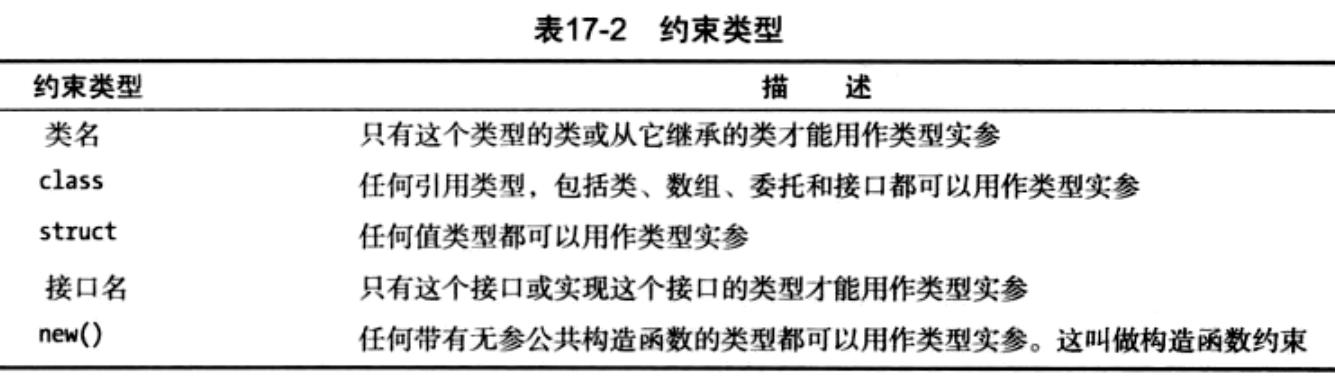 表17-2 约束类型
约束类型 描 述
类名 只有这个类型的类或从它继承的类才能用作类型实参
class 任何引用类型，包括类、数组、委托和接口都可以用作类型实参
struct 任何值类型都可以用作类型实参
接口名 只有这个接口或实现这个接口的类型才能用作类型实参
new() 任何带有无参公共构造函数的类型都可以用作类型实参。这叫做构造函数约束